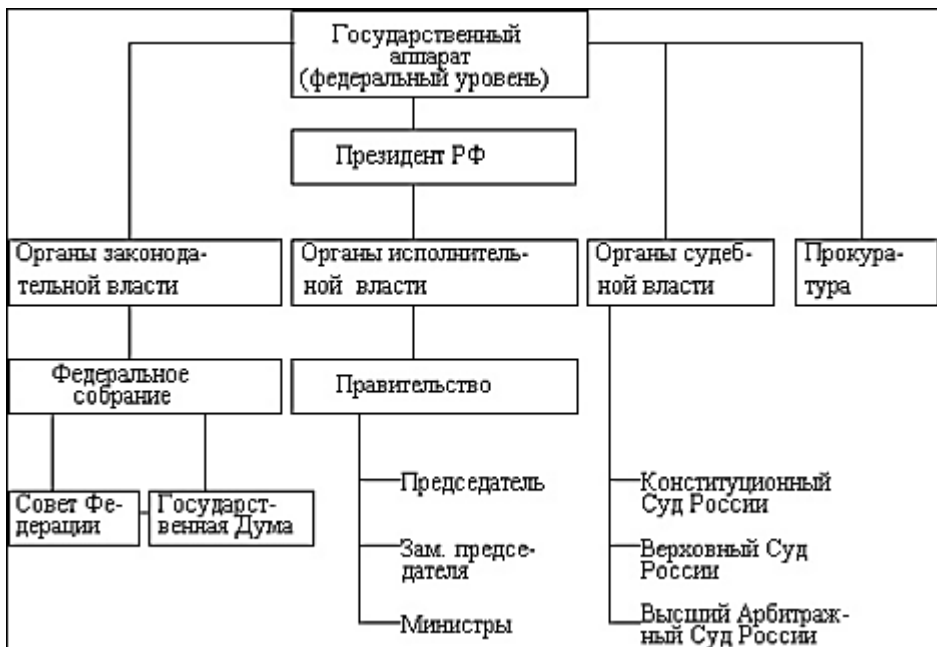 Государственный
аппарат
(федеральный уровень)
Президент РФ
Органы законода-
тельной власти
Органы исполнитель-
ной власти
Органы судеб-
ной власти
Прокура-
тура
Федеральное
собрание
Правительство
Совет Фе-
дерации
Государст-
венная Дума
Председатель
Зам. предсе-
дателя
Министры
Конституционный
Суд России
Верховный Суд
России
Высший Арбитраж-
ный Суд России